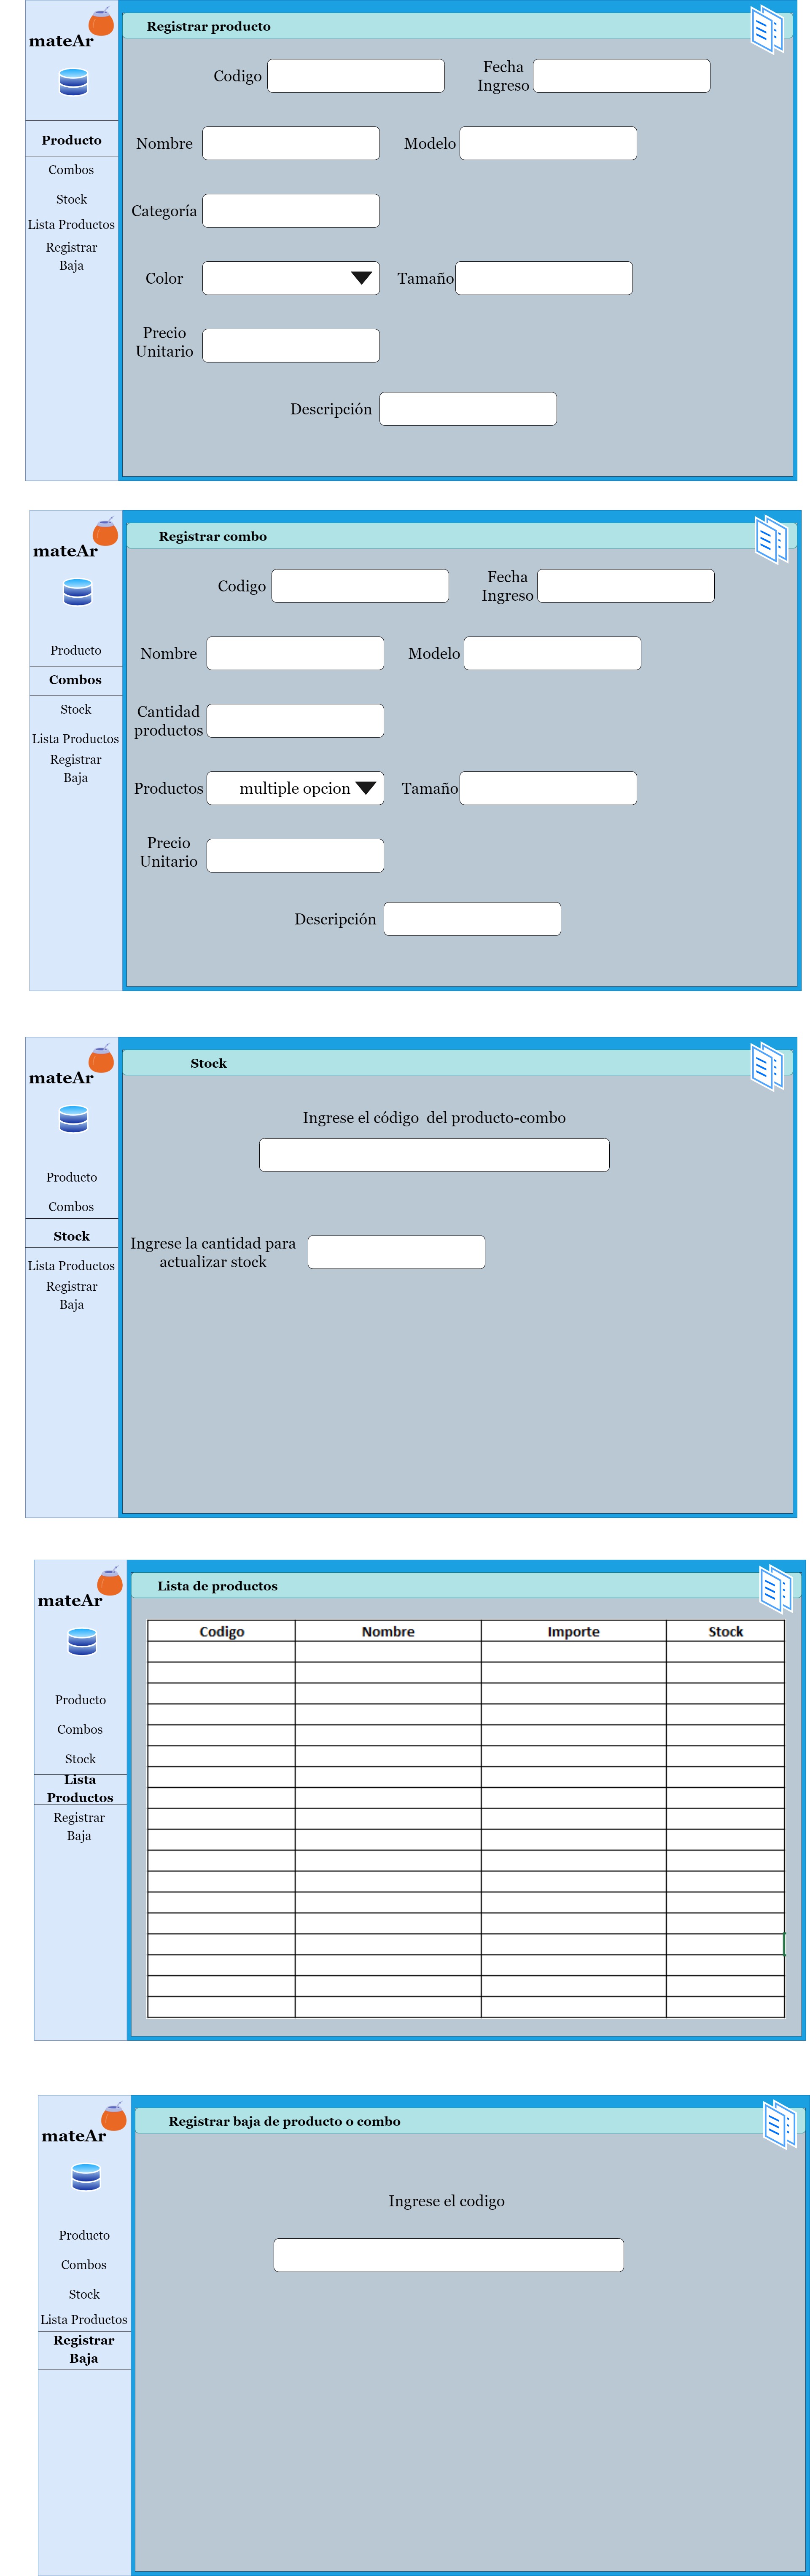 mateAr
Producto
Combos
Stock
Lista Productos
Registrar
Baja
Registrar producto
Codigo
Fecha
Ingreso
Nombre
Modelo
Categoría
Color
Tamaño
Precio
Unitario
Descripción
mateAr
Producto
Combos
Stock
Lista Productos
Registrar
Baja
Registrar combo
Codigo
Fecha
Ingreso
Nombre
Modelo
Cantidad
productos
Productos
multiple opcion
Tamaño
Precio
Unitario
Descripción
mateAr
Producto
Combos
Stock
Lista Productos
Registrar
Baja
Stock
Ingrese el código del producto-combo
Ingrese la cantidad para
actualizar stock
mateAr
Producto
Combos
Stock
Lista
Productos
Registrar
Baja
Lista de productos
Codigo Nombre Importe Stock
mateAr
Producto
Combos
Stock
Lista Productos
Registrar
Baja
Registrar baja de producto o combo
Ingrese el codigo